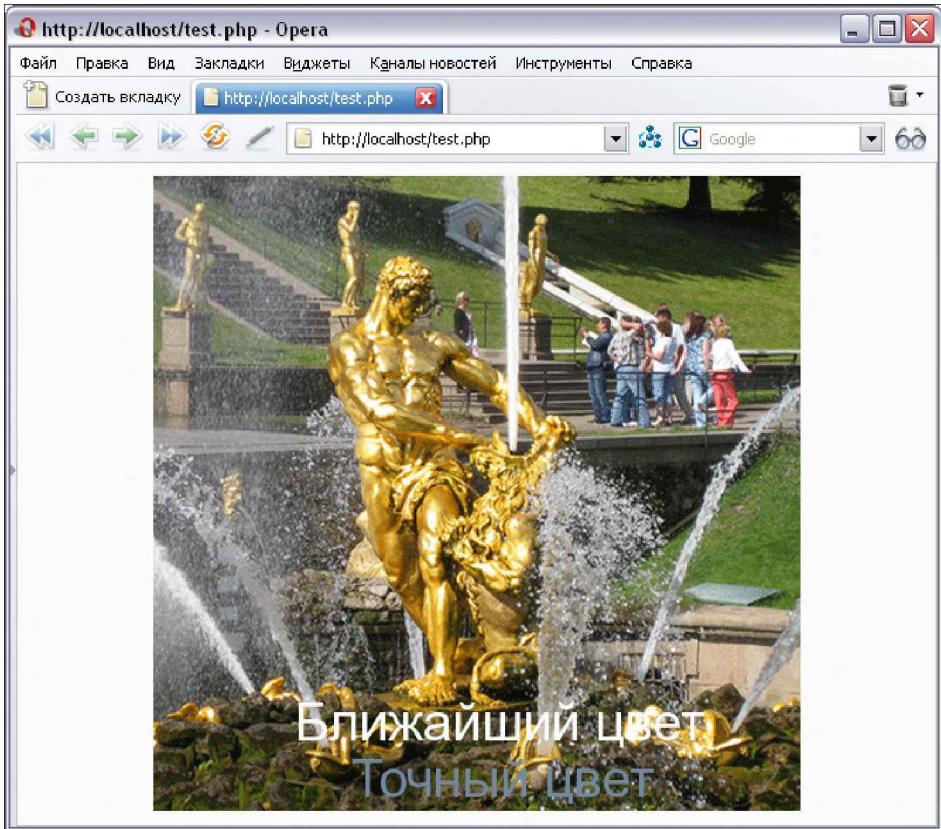 http://localhost/test.php - Opera
Файл Правка Вид Закладки Виджеты Каналы новостей Инструменты Справка
Создать вкладку http://localhost/test.php
http://localhost/test.php G Google
Ближайший цвет
Точный цвет